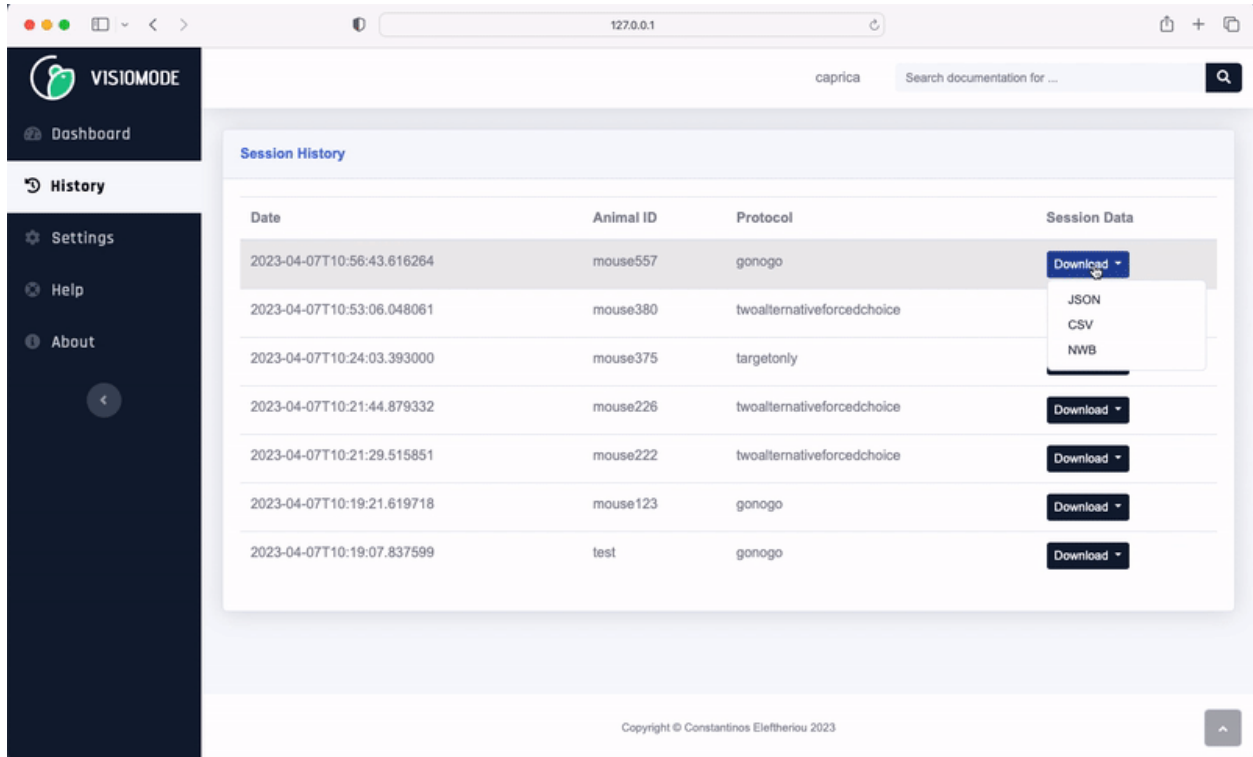 127.0.0.1
VISIOMODE
caprica
Search documentation for ...
Dashboard
History
Settings
Help
About
Session History
Date Animal ID Protocol Session Data
2023-04-07T10:56:43.616264 mouse557 gonogo Download
JSON
CSV
NWB
2023-04-07T10:53:06.048061 mouse380 twoalternativeforcedchoice
2023-04-07T10:24:03.393000 mouse375 targetonly
2023-04-07T10:21:44.879332 mouse226 twoalternativeforcedchoice Download
2023-04-07T10:21:29.515851 mouse222 twoalternativeforcedchoice Download
2023-04-07T10:19:21.619718 mouse123 gonogo Download
2023-04-07T10:19:07.837599 test gonogo Download
Copyright © Constantinos Eleftheriou 2023